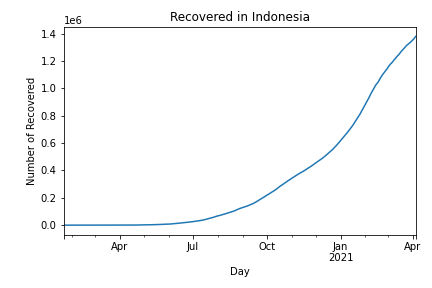 Recovered in Indonesia
1e6
1.4
1.2
1.0
0.8
0.6
0.4
0.2
0.0
Number of Recovered
Apr
Jul
Oct
Jan
2021
Apr
Day